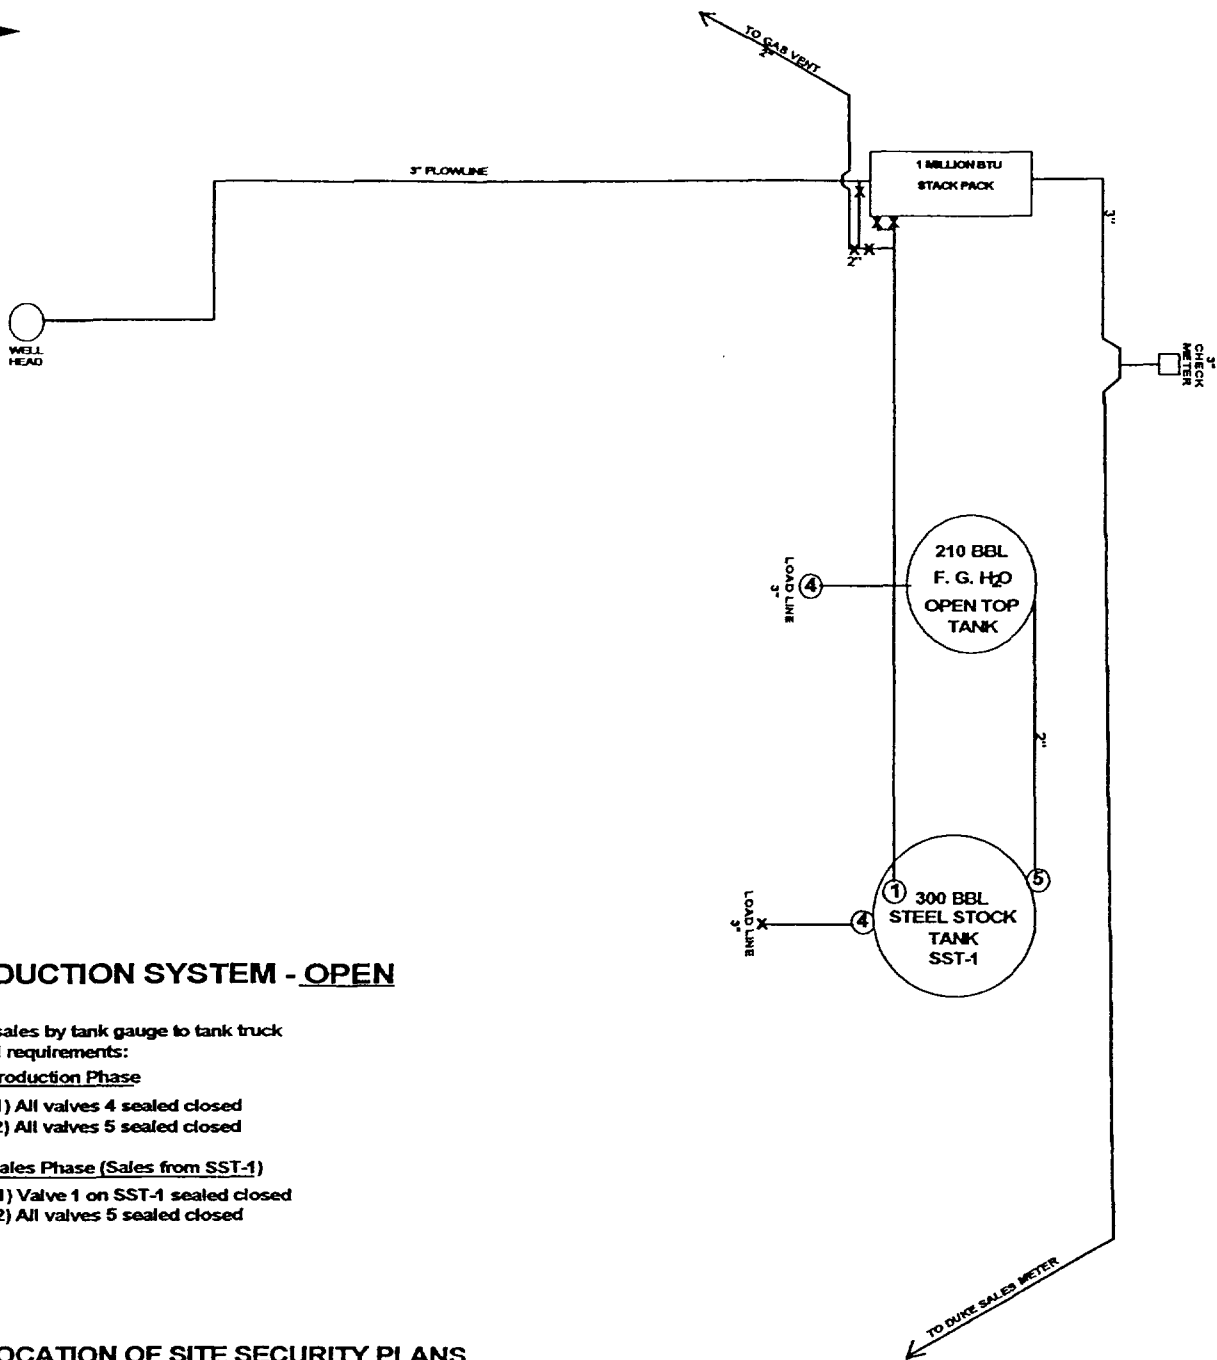 TO GAS VENT
2"
3" FLOWLINE
1 MILLION BTU
STACK PACK
3"
2"
WELL
HEAD
3"
CHECK
METER
210 BBL
F. G. H2O
OPEN TOP
TANK
4
LOAD LINE
3"
2"
1
5
4
300 BBL
STEEL STOCK
TANK
SST-1
LOAD LINE
3"
DUCTION SYSTEM - OPEN
sales by tank gauge to tank truck
l requirements:
roduction Phase
1) All valves 4 sealed closed
2) All valves 5 sealed closed
ales Phase (Sales from SST-1)
1) Valve 1 on SST-1 sealed closed
2) All valves 5 sealed closed
TO DUKE SALES METER
OCATION OF SITE SECURITY PLANS